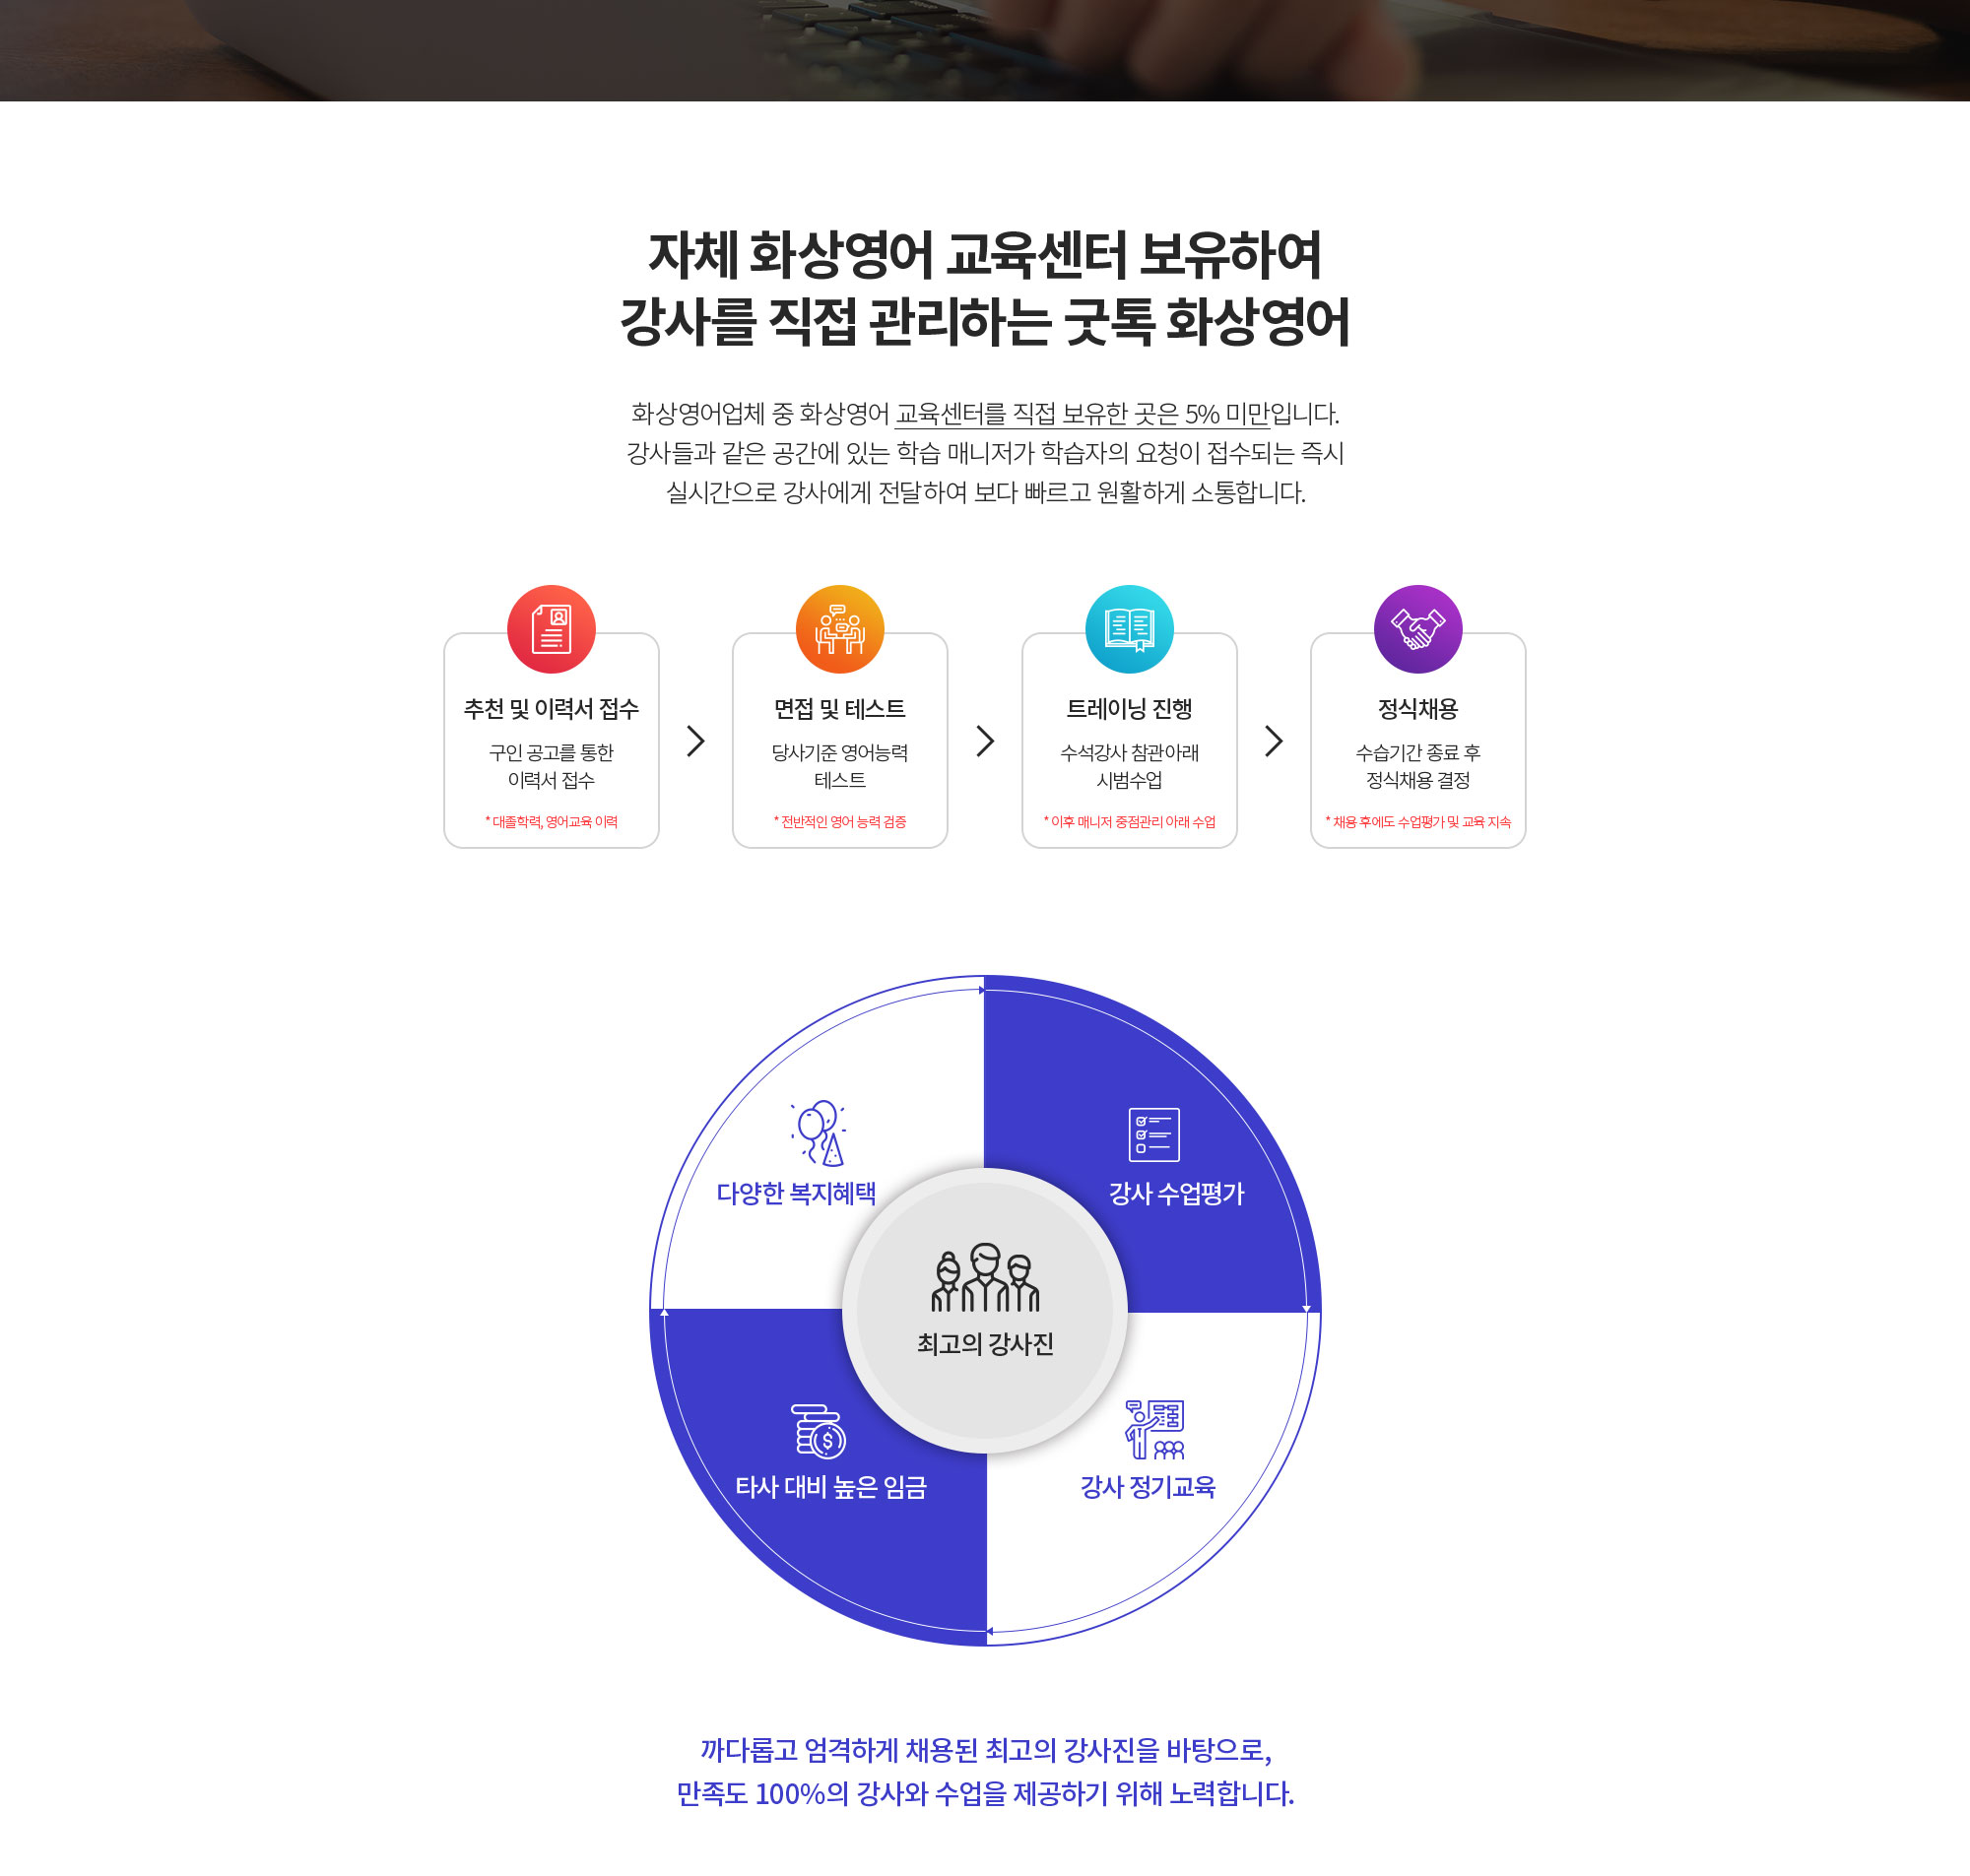 자체 화상영어 교육센터 보유하여
강사를 직접 관리하는 굿톡 화상영어
화상영어업체 중 화상영어 교육센터를 직접 보유한 곳은 5% 미만입니다.
강사들과 같은 공간에 있는 학습 매니저가 학습자의 요청이 접수되는 즉시
실시간으로 강사에게 전달하여 보다 빠르고 원활하게 소통합니다.
추천 및 이력서 접수
구인 공고를 통한
이력서 접수
* 대졸학력, 영어교육 이력
면접 및 테스트
당사기준 영어능력
테스트
* 전반적인 영어 능력 검증
트레이닝 진행
수석강사 참관아래
시범수업
* 이후 매니저 중점관리 아래 수업
정식채용
수습기간 종료 후
정식채용 결정
* 채용 후에도 수업평가 및 교육 지속
다양한 복지혜택
강사 수업평가
최고의 강사진
타사 대비 높은 임금
강사 정기교육
까다롭고 엄격하게 채용된 최고의 강사진을 바탕으로,
만족도 100%의 강사와 수업을 제공하기 위해 노력합니다.